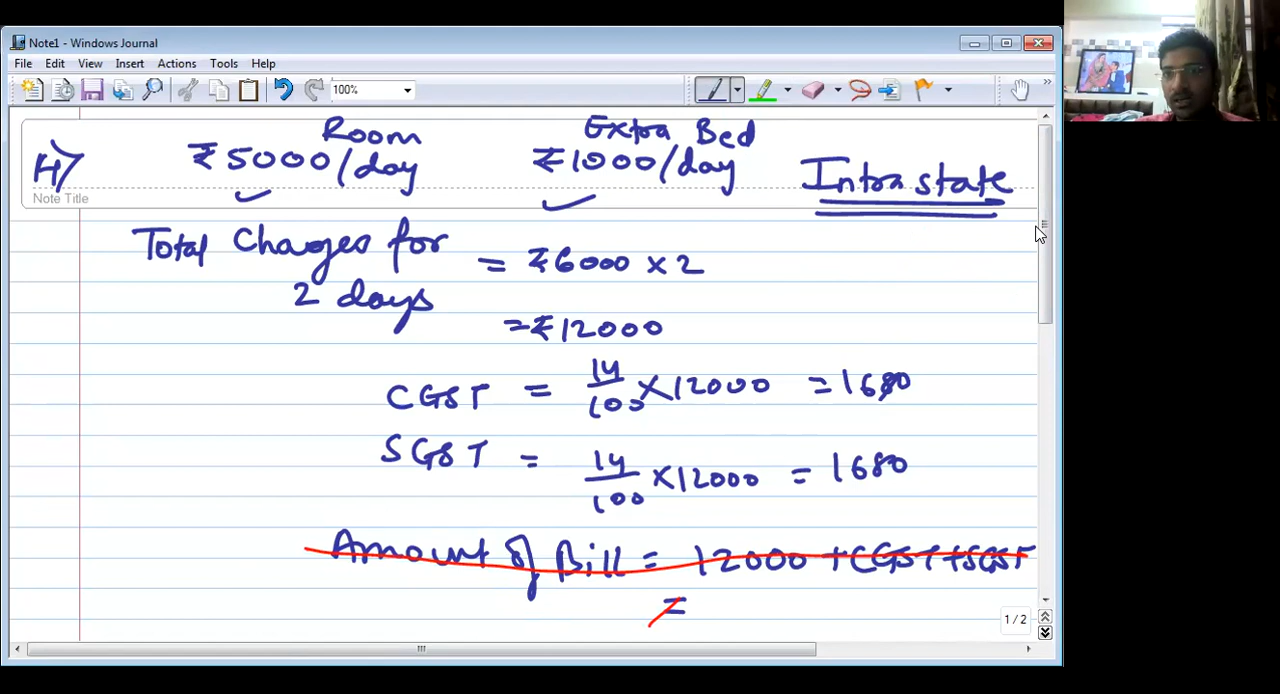 Note1 - Windows Journal
File Edit View Insert Actions Tools Help
100%
Room Extra Bed
4) ₹5000/day ₹1000/day Intra state
Note Title
Total Charges for = ₹6000 × 2
2 days
= ₹12000
CGST = 14/100 × 12000 = 1680
SGST = 14/100 × 12000 = 1680
Amount of Bill = 12000 + CGST + SGST
=
1 / 2